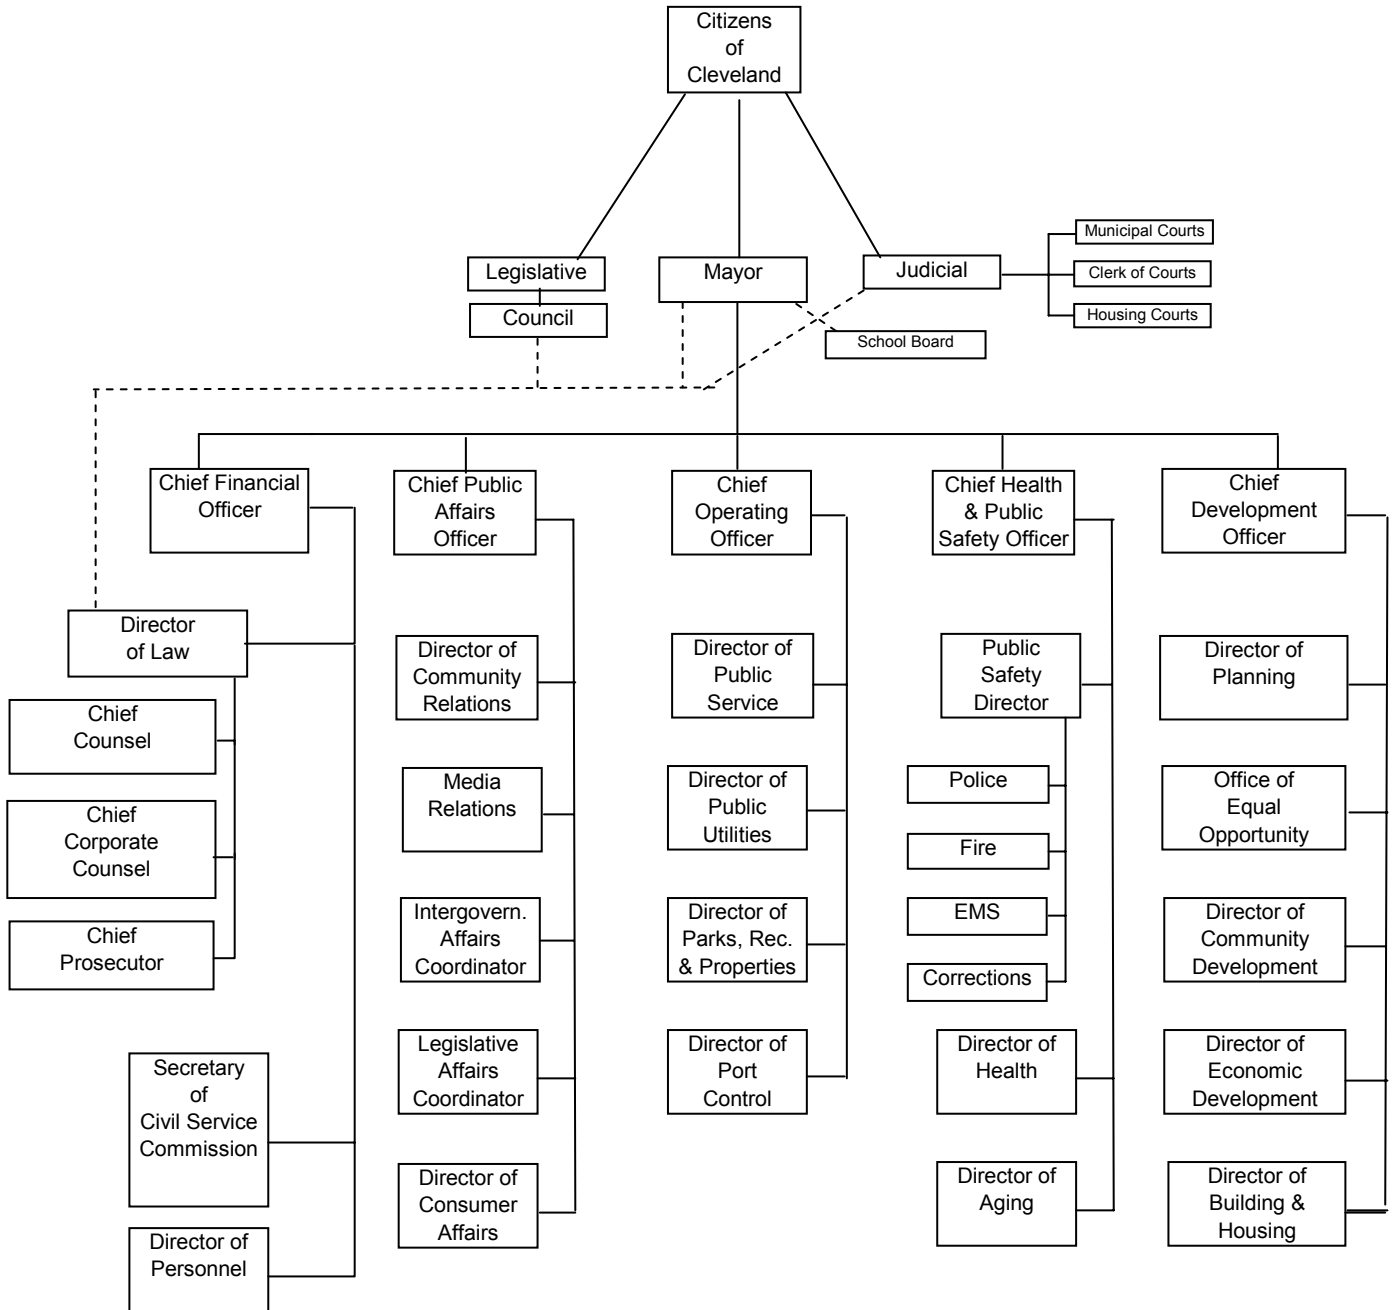 Citizens
of
Cleveland
Municipal Courts
Legislative
Mayor
Judicial
Clerk of Courts
Council
Housing Courts
School Board
Chief Financial
Officer
Chief Public
Affairs
Officer
Chief
Operating
Officer
Chief Health
& Public
Safety Officer
Chief
Development
Officer
Director
of Law
Chief
Counsel
Chief
Corporate
Counsel
Chief
Prosecutor
Secretary
of
Civil Service
Commission
Director of
Personnel
Director of
Community
Relations
Media
Relations
Intergovern.
Affairs
Coordinator
Legislative
Affairs
Coordinator
Director of
Consumer
Affairs
Director of
Public
Service
Director of
Public
Utilities
Director of
Parks, Rec.
& Properties
Director of
Port
Control
Public
Safety
Director
Police
Fire
EMS
Corrections
Director of
Health
Director of
Aging
Director of
Planning
Office of
Equal
Opportunity
Director of
Community
Development
Director of
Economic
Development
Director of
Building &
Housing